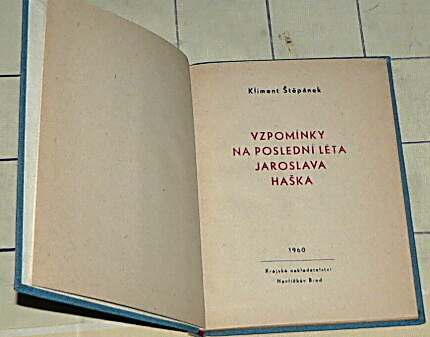 Kliment Štěpánek
VZPOMÍNKY
NA POSLEDNÍ LÉTA
JAROSLAVA
HAŠKA
1960
Krajské nakladatelství
Havlíčkův Brod